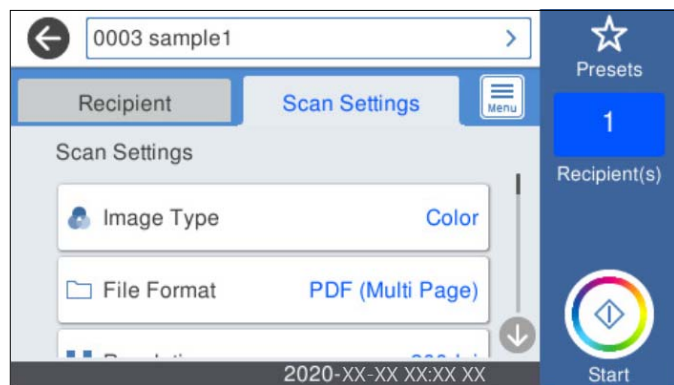 0003 sample1
Presets
Recipient
Scan Settings
Menu
1
Recipient(s)
Scan Settings
Image Type Color
File Format PDF (Multi Page)
2020-XX-XX XX:XX XX
Start